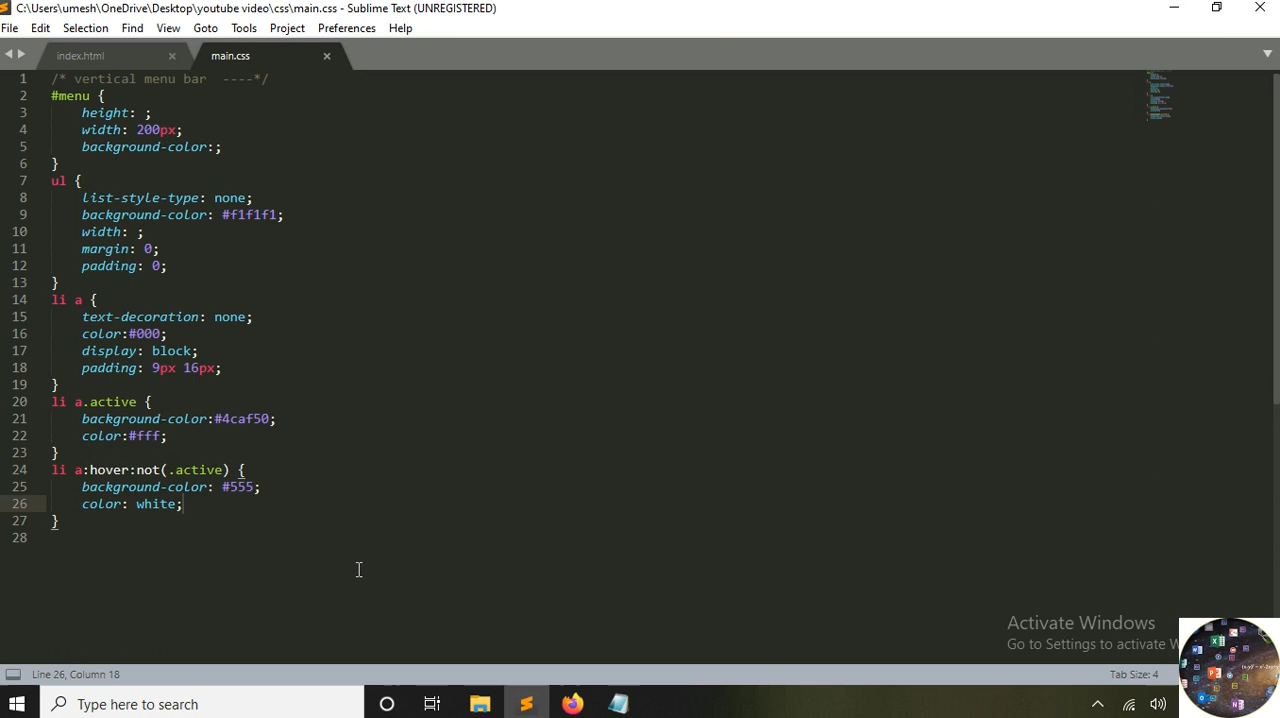 C:\Users\umesh\OneDrive\Desktop\youtube video\css\main.css - Sublime Text (UNREGISTERED)
File Edit Selection Find View Goto Tools Project Preferences Help
index.html main.css
1 /* vertical menu bar  ----*/
2 #menu {
3     height: ;
4     width: 200px;
5     background-color:;
6 }
7 ul {
8     list-style-type: none;
9     background-color: #f1f1f1;
10     width: ;
11     margin: 0;
12     padding: 0;
13 }
14 li a {
15     text-decoration: none;
16     color:#000;
17     display: block;
18     padding: 9px 16px;
19 }
20 li a.active {
21     background-color:#4caf50;
22     color:#fff;
23 }
24 li a:hover:not(.active) {
25     background-color: #555;
26     color: white;
27 }
28
Activate Windows
Go to Settings to activate W
Line 26, Column 18 Tab Size: 4
Type here to search